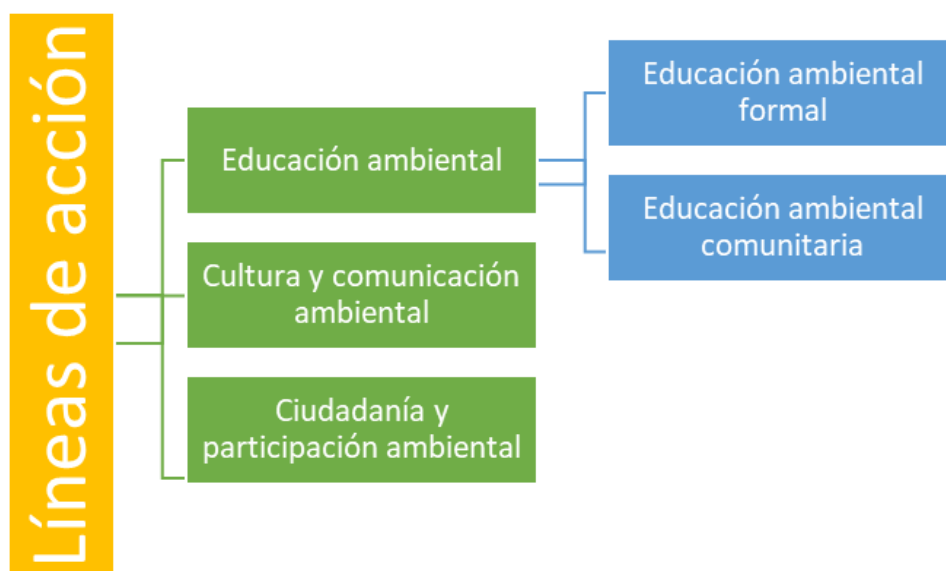 Líneas de acción
Educación ambiental
Educación ambiental
formal
Educación ambiental
comunitaria
Cultura y comunicación
ambiental
Ciudadanía y
participación ambiental